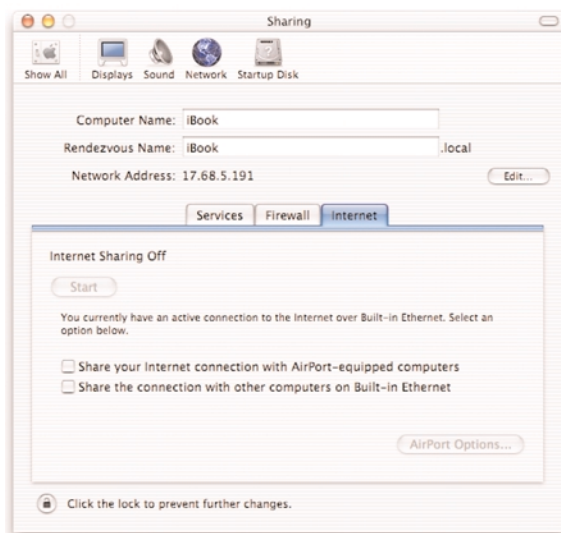 Sharing
Show All Displays Sound Network Startup Disk
Computer Name: iBook
Rendezvous Name: iBook .local
Network Address: 17.68.5.191 Edit...
Services Firewall Internet
Internet Sharing Off
Start
You currently have an active connection to the Internet over Built-in Ethernet. Select an
option below.
Share your Internet connection with AirPort-equipped computers
Share the connection with other computers on Built-in Ethernet
AirPort Options...
Click the lock to prevent further changes.